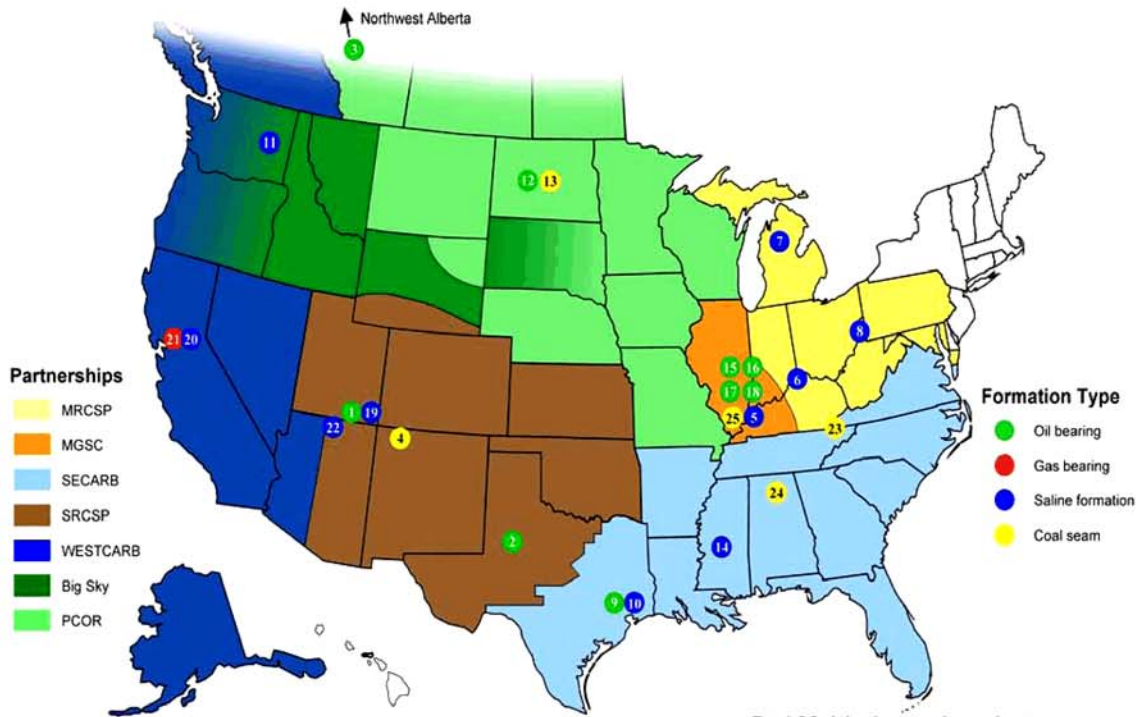 Northwest Alberta
3
11
12 13
7
21 20
8
15 16
6
17 18
1 19
25 5
22
4
23
24
2
14
9 10
Partnerships
MRCSP
MGSC
SECARB
SRCSP
WESTCARB
Big Sky
PCOR
Formation Type
Oil bearing
Gas bearing
Saline formation
Coal seam